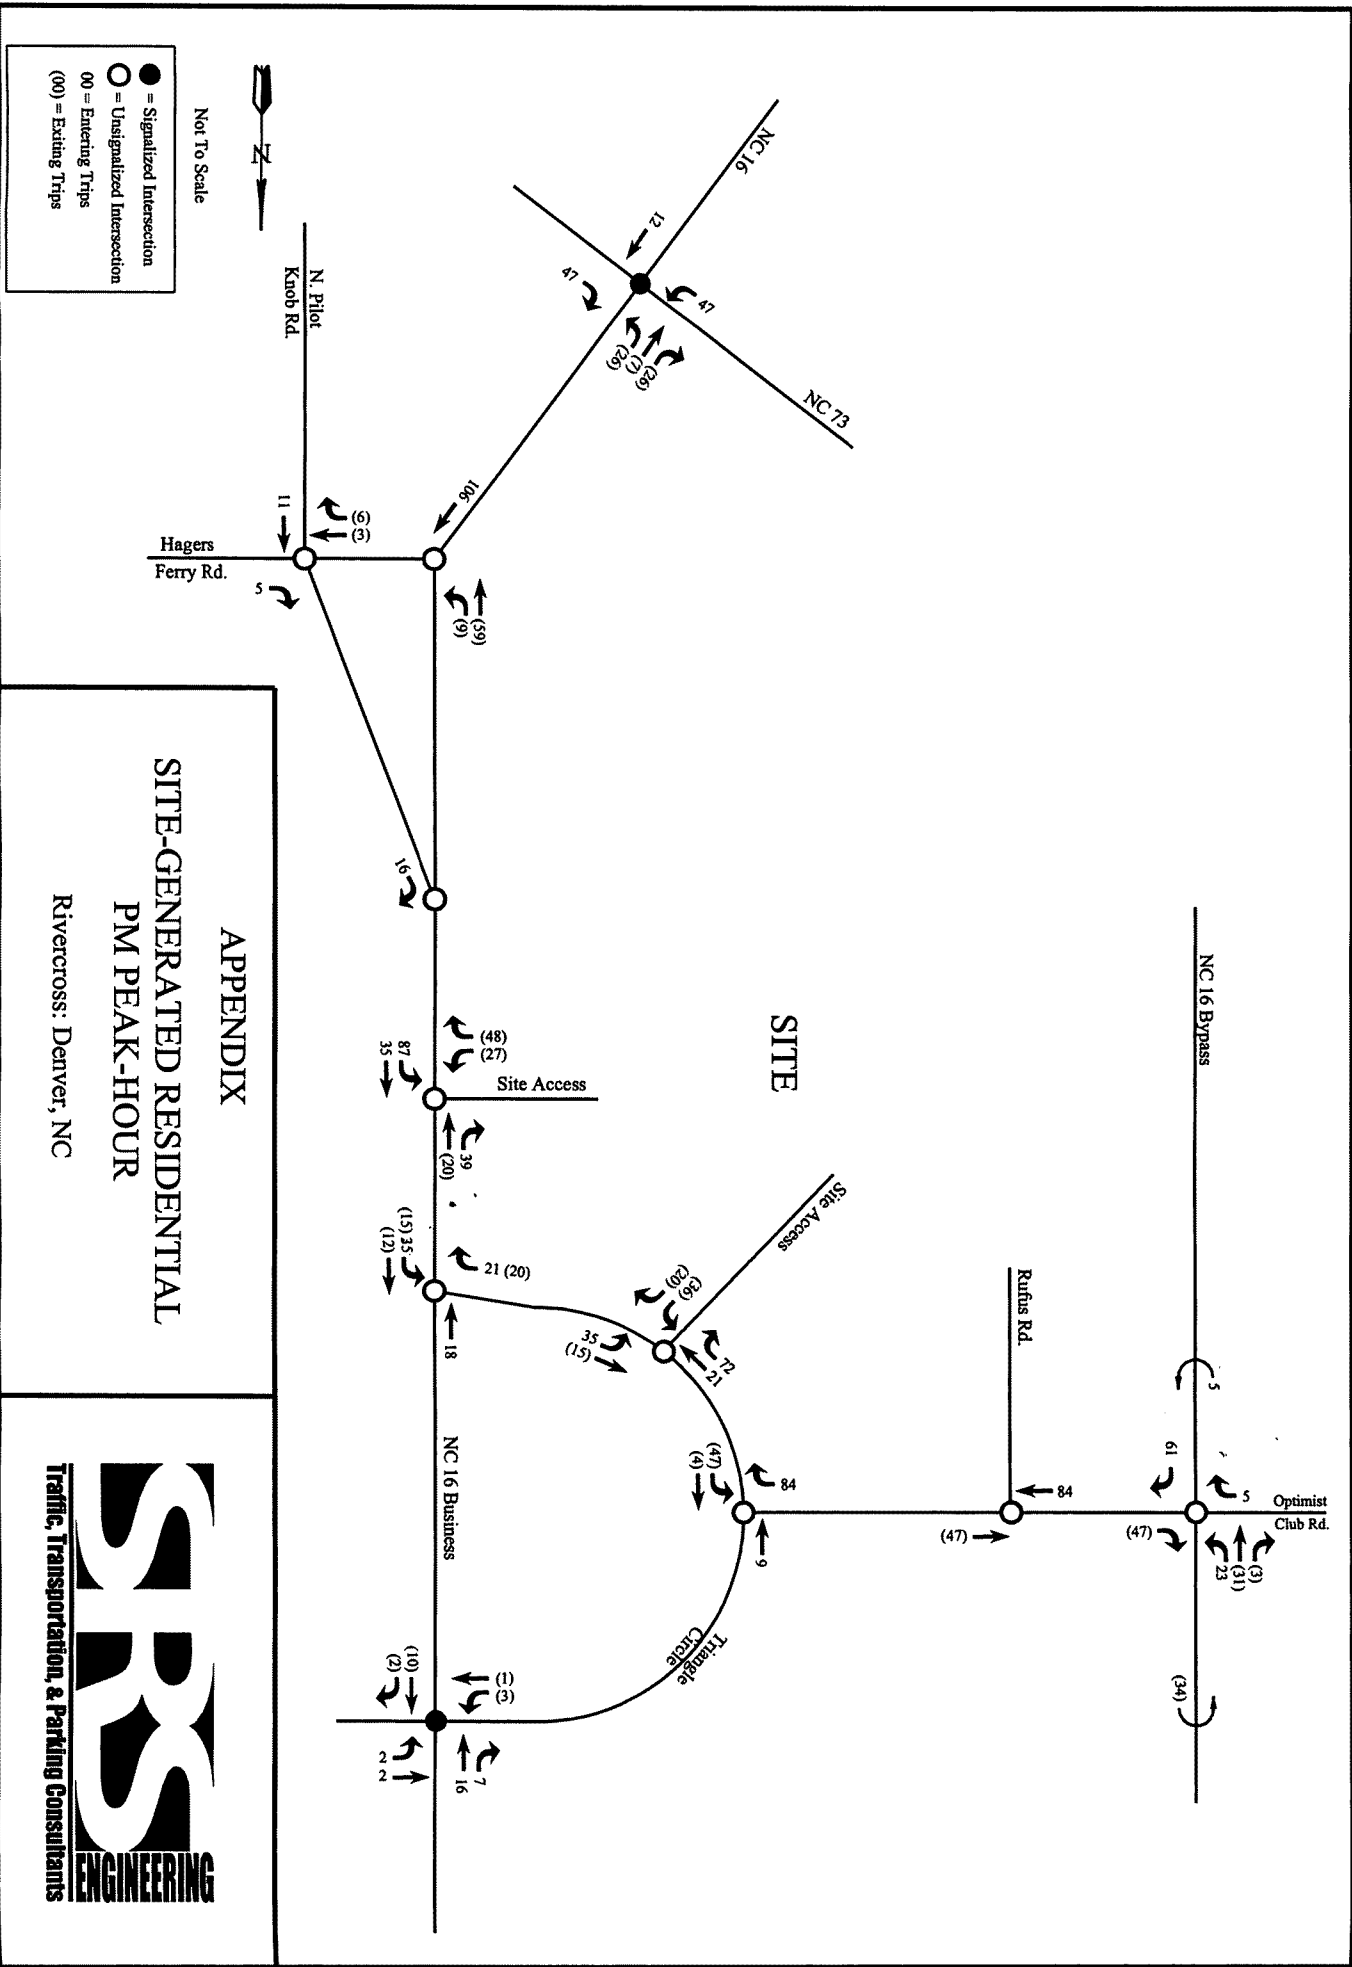 NC 16
12
47
47
(26)
(7)
(26)
NC 73
N. Pilot
Knob Rd.
11
(6)
(3)
Hagers
Ferry Rd.
5
106
(59)
(9)
16
(48)
(27)
87
35
Site Access
39
(20)
SITE
(15) 35
(12)
21 (20)
18
Site Access
(36)
(20)
35
(15)
72
21
NC 16 Business
(47)
(4)
84
9
Triangle
Circle
Rufus Rd.
84
(47)
NC 16 Bypass
5
61
5
Optimist
Club Rd.
(47)
(3)
(31)
23
(34)
(10)
(2)
(1)
(3)
2
2
7
16
N
Not To Scale
= Signalized Intersection
= Unsignalized Intersection
00 = Entering Trips
(00) = Exiting Trips
APPENDIX
SITE-GENERATED RESIDENTIAL
PM PEAK-HOUR
Rivercross: Denver, NC
SRS
ENGINEERING
Traffic, Transportation, & Parking Consultants